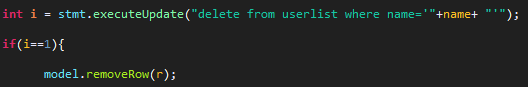 int i = stmt.executeUpdate("delete from userlist where name='"+name+ "'");
if(i==1){
model.removeRow(r);